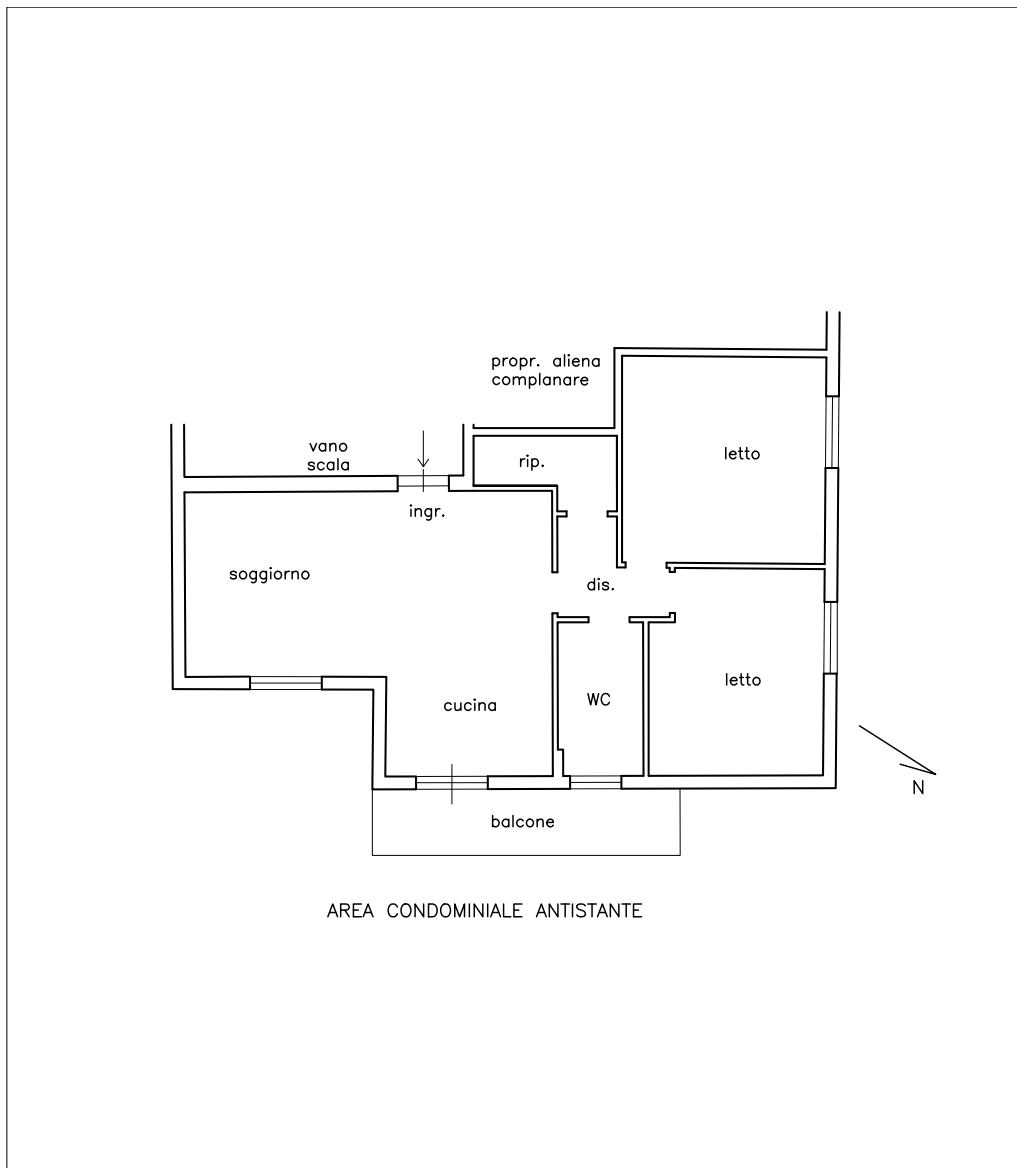 propr. aliena
complanare
vano
scala
rip.
letto
ingr.
soggiorno
dis.
letto
cucina
WC
N
balcone
AREA CONDOMINIALE ANTISTANTE